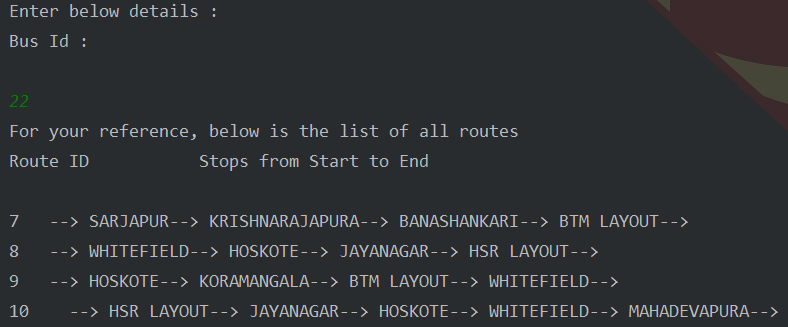 Enter below details :
Bus Id :
22
For your reference, below is the list of all routes
Route ID           Stops from Start to End
7   --> SARJAPUR--> KRISHNARAJAPURA--> BANASHANKARI--> BTM LAYOUT-->
8   --> WHITEFIELD--> HOSKOTE--> JAYANAGAR--> HSR LAYOUT-->
9   --> HOSKOTE--> KORAMANGALA--> BTM LAYOUT--> WHITEFIELD-->
10    --> HSR LAYOUT--> JAYANAGAR--> HOSKOTE--> WHITEFIELD--> MAHADEVAPURA-->